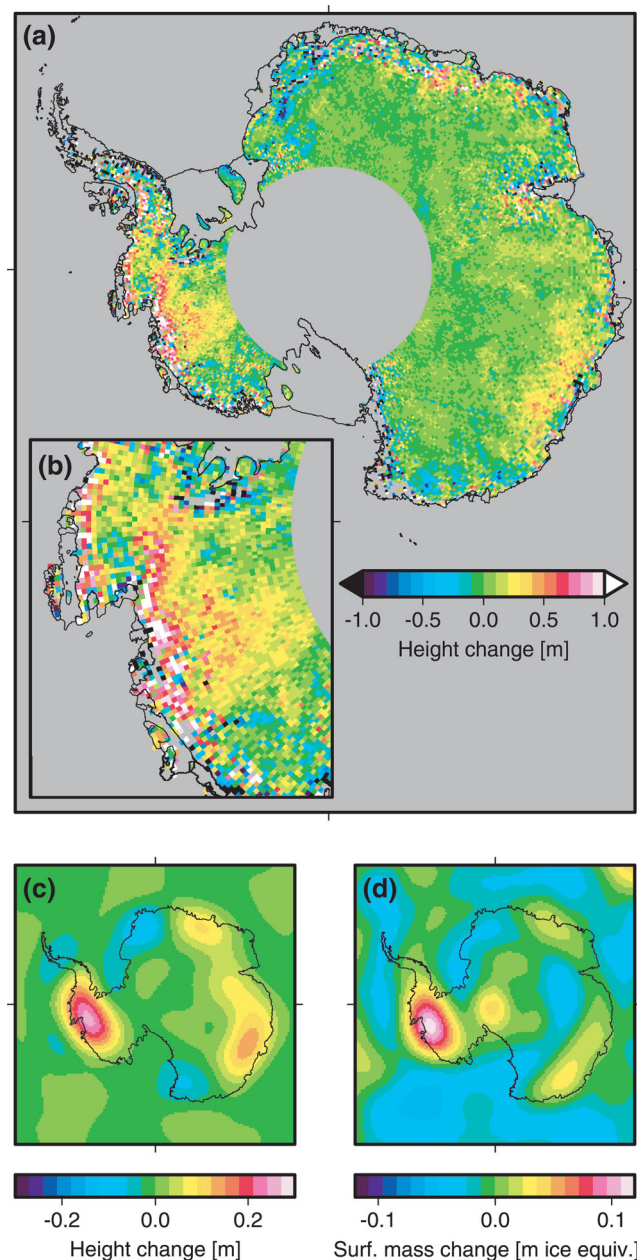 (a)
(b)
-1.0 -0.5 0.0 0.5 1.0
Height change [m]
(c)
(d)
-0.2 0.0 0.2
Height change [m]
-0.1 0.0 0.1
Surf. mass change [m ice equiv.]